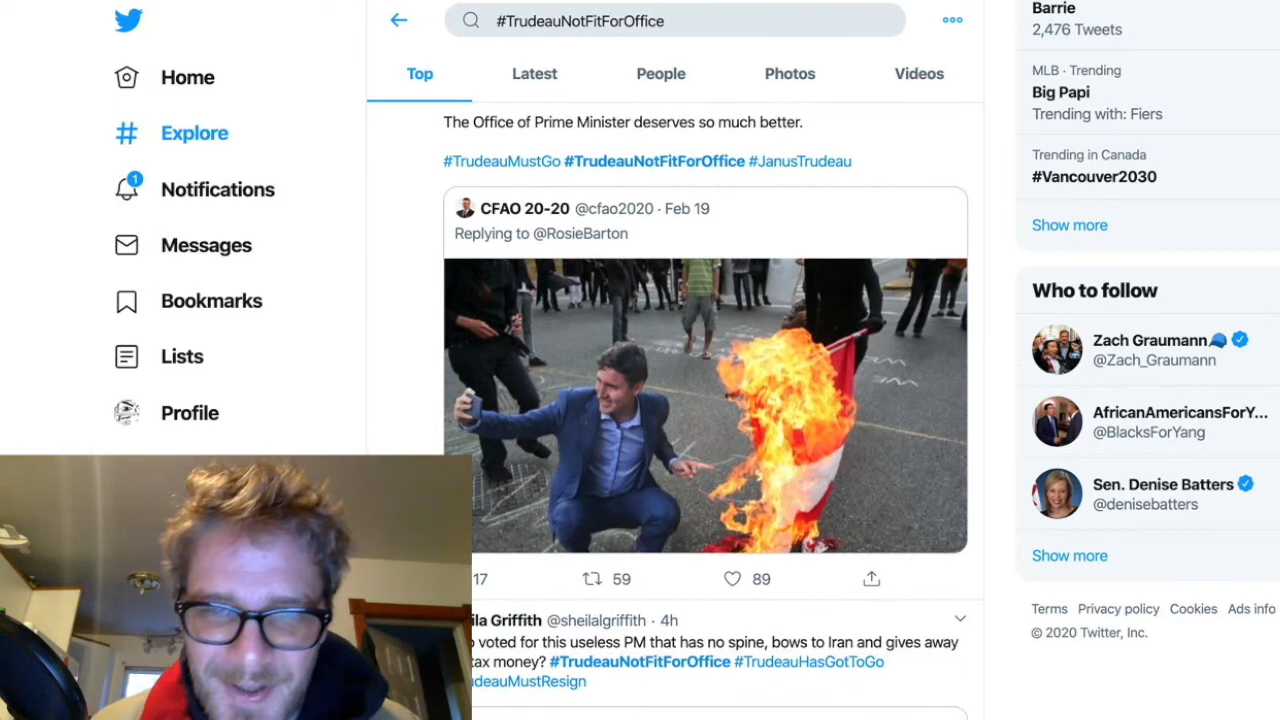 #TrudeauNotFitForOffice
Home
Explore
1
Notifications
Messages
Bookmarks
Lists
Profile
Top Latest People Photos Videos
The Office of Prime Minister deserves so much better.
#TrudeauMustGo #TrudeauNotFitForOffice #JanusTrudeau
CFAO 20-20 @cfao2020 · Feb 19
Replying to @RosieBarton
17 59 89
ila Griffith @sheilalgriffith · 4h
voted for this useless PM that has no spine, bows to Iran and gives away
tax money? #TrudeauNotFitForOffice #TrudeauHasGotToGo
deauMustResign
Barrie
2,476 Tweets
MLB · Trending
Big Papi
Trending with: Fiers
Trending in Canada
#Vancouver2030
Show more
Who to follow
Zach Graumann
@Zach_Graumann
AfricanAmericansForY...
@BlacksForYang
Sen. Denise Batters
@denisebatters
Show more
Terms Privacy policy Cookies Ads info
© 2020 Twitter, Inc.